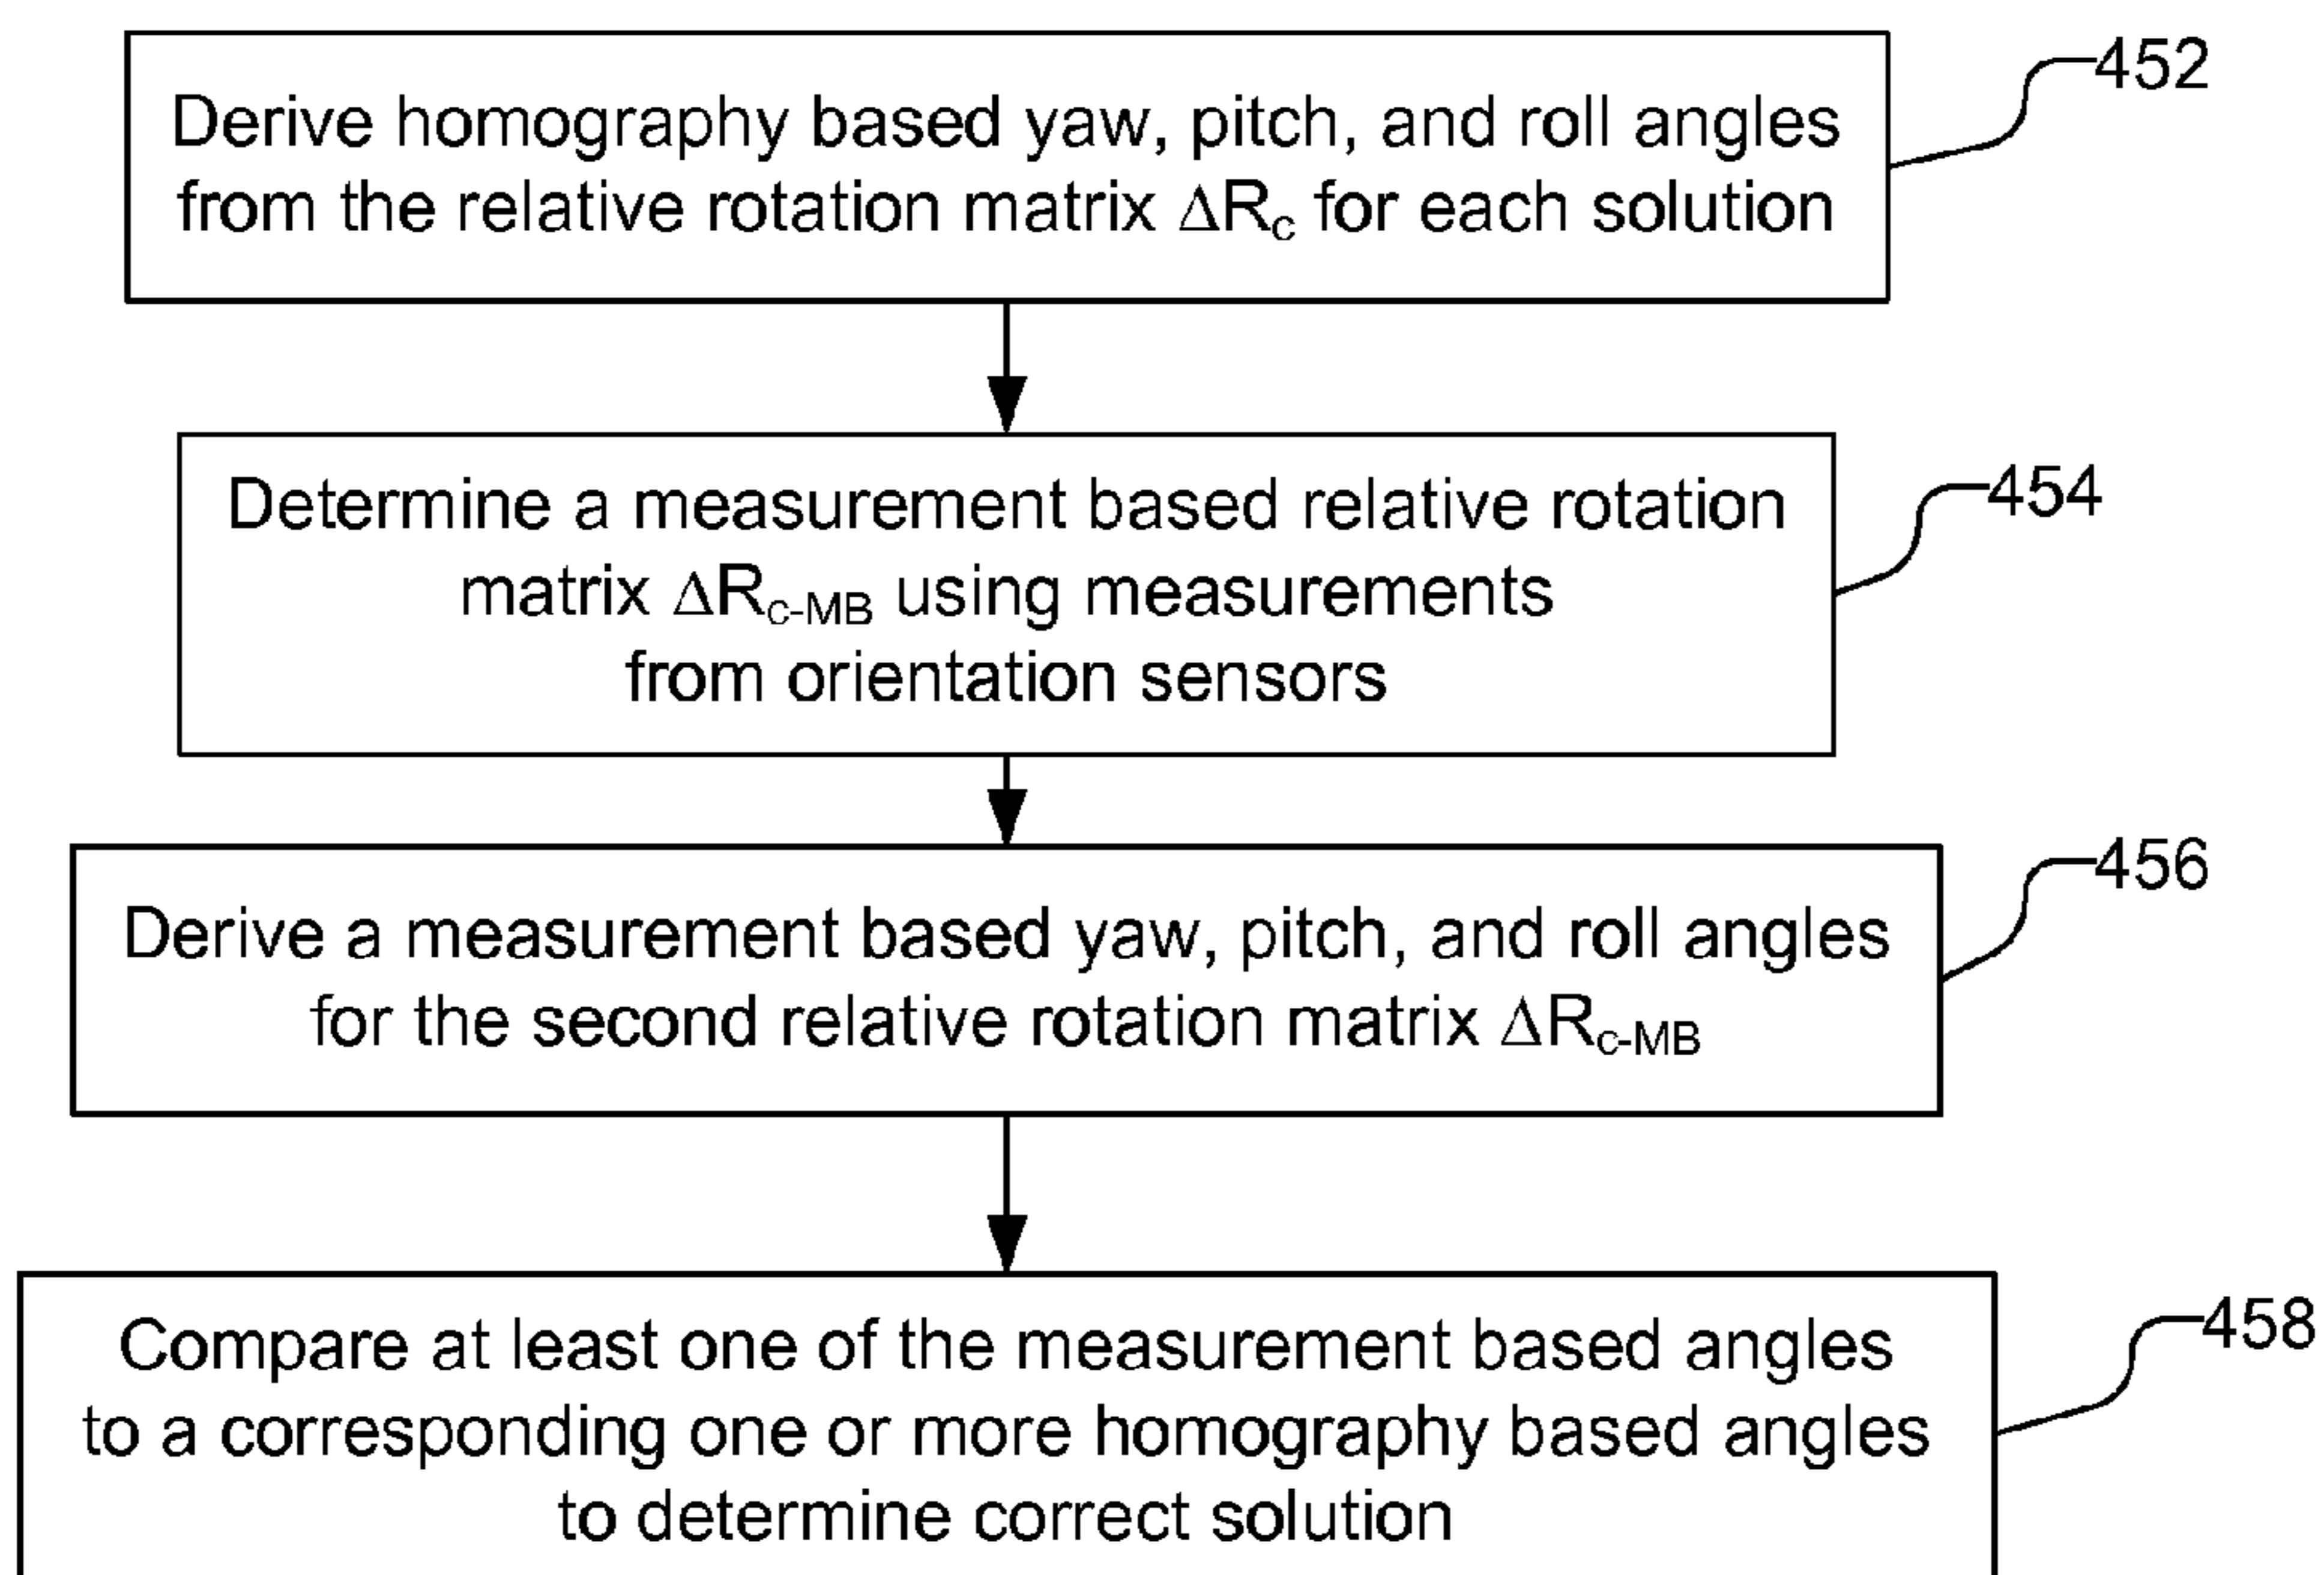 Derive homography based yaw, pitch, and roll angles
from the relative rotation matrix ΔRc for each solution
452
Determine a measurement based relative rotation
matrix ΔRc-MB using measurements
from orientation sensors
454
Derive a measurement based yaw, pitch, and roll angles
for the second relative rotation matrix ΔRc-MB
456
Compare at least one of the measurement based angles
to a corresponding one or more homography based angles
to determine correct solution
458